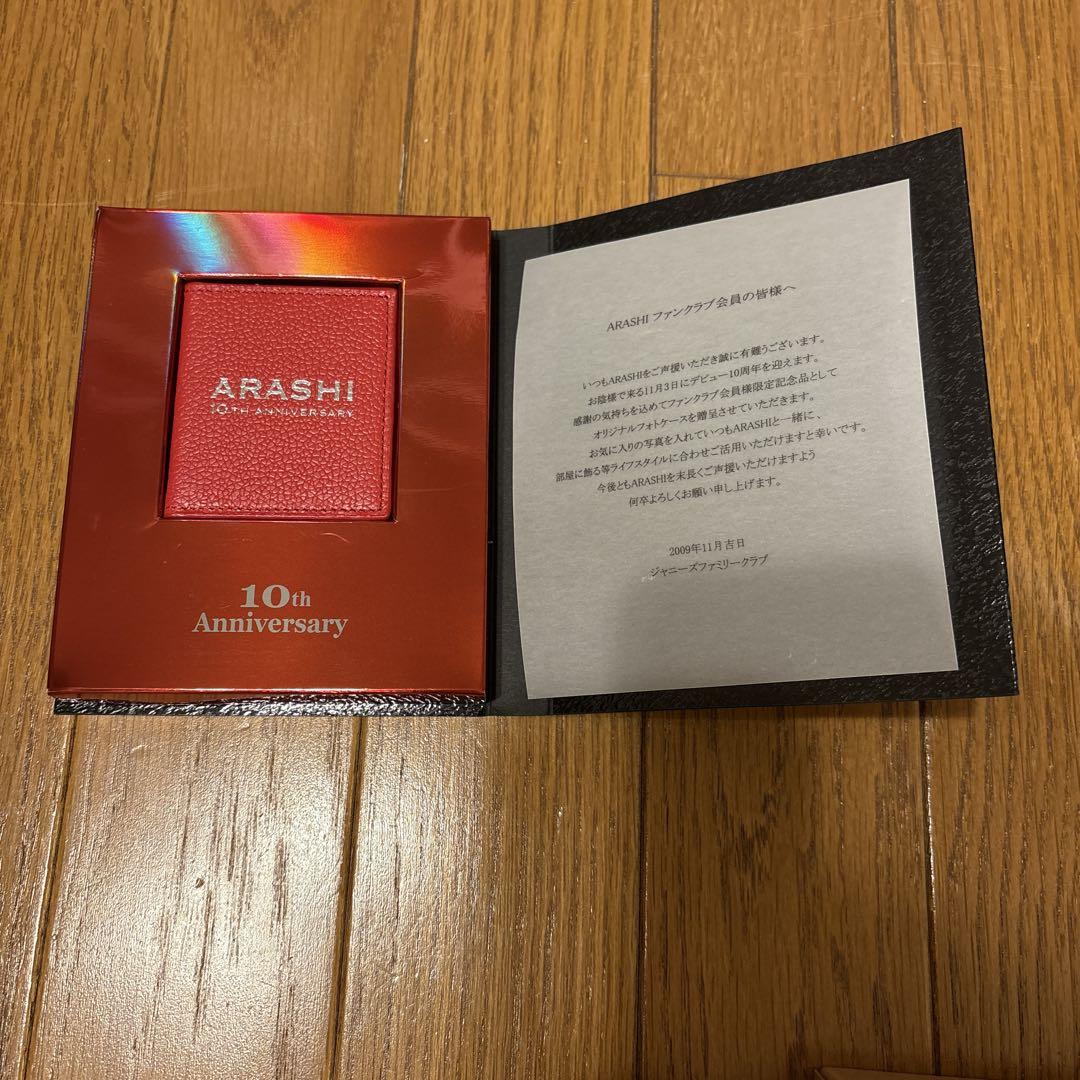 ARASHI
10TH ANNIVERSARY
10th
Anniversary
ARASHI ファンクラブ会員の皆様へ
いつもARASHIをご声援いただき誠に有難うございます。
お陰様で来る11月3日にデビュー10周年を迎えます。
感謝の気持ちを込めてファンクラブ会員様限定記念品として
オリジナルフォトケースを贈呈させていただきます。
お気に入りの写真を入れていつもARASHIと一緒に、
部屋に飾る等ライフスタイルに合わせご活用いただけますと幸いです。
今後ともARASHIを末長くご声援いただけますよう
何卒よろしくお願い申し上げます。
2009年11月吉日
ジャニーズファミリークラブ